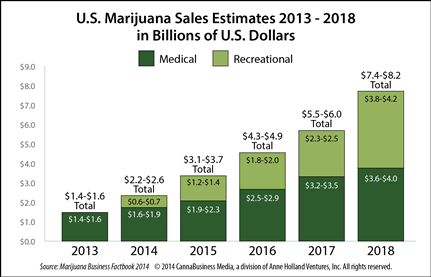 U.S. Marijuana Sales Estimates 2013 - 2018
in Billions of U.S. Dollars
Medical Recreational
$9.0
$8.0
$7.0
$6.0
$5.0
$4.0
$3.0
$2.0
$1.0
$0.0
$1.4-$1.6
Total
$1.4-$1.6
$2.2-$2.6
Total
$0.6-$0.7
$1.6-$1.9
$3.1-$3.7
Total
$1.2-$1.4
$1.9-$2.3
$4.3-$4.9
Total
$1.8-$2.0
$2.5-$2.9
$5.5-$6.0
Total
$2.3-$2.5
$3.2-$3.5
$7.4-$8.2
Total
$3.8-$4.2
$3.6-$4.0
2013 2014 2015 2016 2017 2018
Source: Marijuana Business Factbook 2014 © 2014 CannaBusiness Media, a division of Anne Holland Ventures, Inc. All rights reserved.